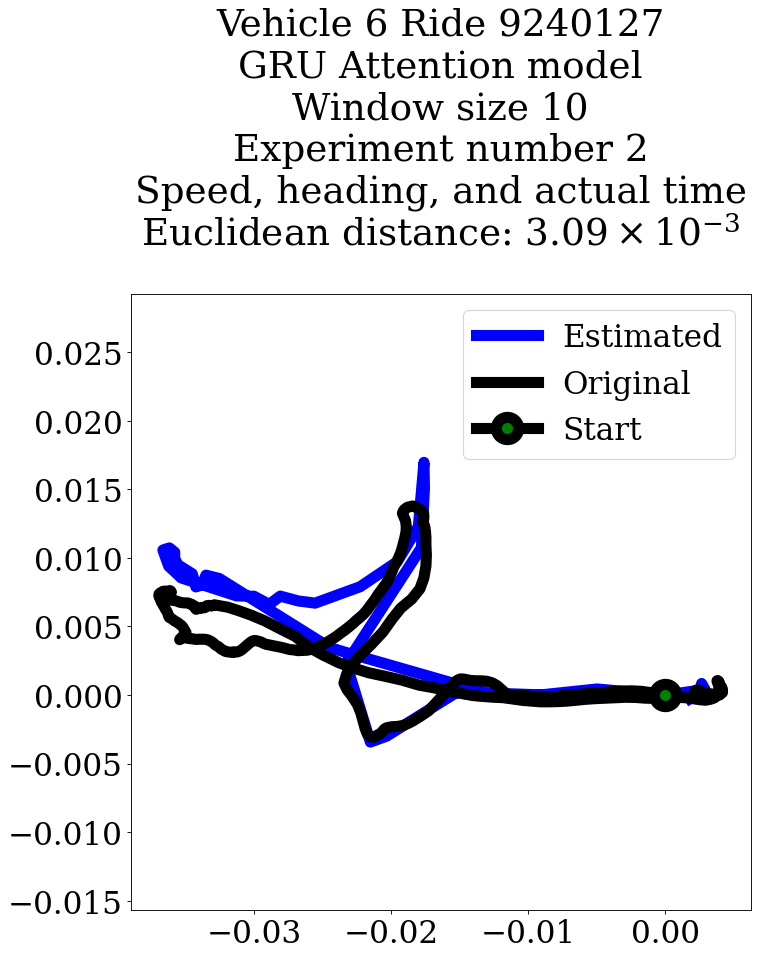 Vehicle 6 Ride 9240127
GRU Attention model
Window size 10
Experiment number 2
Speed, heading, and actual time
Euclidean distance: 3.09 × 10⁻³
Estimated
Original
Start
0.025
0.020
0.015
0.010
0.005
0.000
−0.005
−0.010
−0.015
−0.03 −0.02 −0.01 0.00